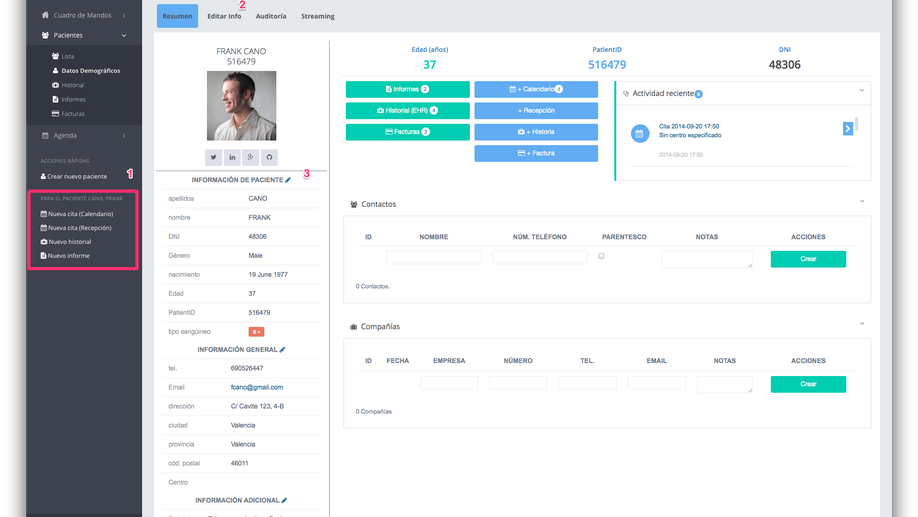 Cuadro de Mandos
Pacientes
Lista
Datos Demográficos
Historial
Informes
Facturas
Agenda
ACCIONES RÁPIDAS
Crear nuevo paciente
1
PARA EL PACIENTE CANO, FRANK
Nueva cita (Calendario)
Nueva cita (Recepción)
Nuevo historial
Nuevo informe
2
Resumen Editar Info Auditoría Streaming
FRANK CANO
516479
3
INFORMACIÓN DE PACIENTE
apellidos CANO
nombre FRANK
DNI 48306
Género Male
nacimiento 19 June 1977
Edad 37
PatientID 516479
tipo sangüineo B +
INFORMACIÓN GENERAL
tel. 690526447
Email fcano@gmail.com
dirección C/ Cavite 123, 4-B
ciudad Valencia
provincia Valencia
cód. postal 46011
Centro
INFORMACIÓN ADICIONAL
Edad (años) PatientID DNI
37 516479 48306
Informes 2 + Calendario 4
Historial (EHR) 4 + Recepción
Facturas 3 + Historia
+ Factura
Actividad reciente 6
Cita 2014-09-20 17:50
Sin centro especificado
2014-09-20 17:50
Contactos
ID NOMBRE NÚM. TELÉFONO PARENTESCO NOTAS ACCIONES
Crear
0 Contactos.
Compañías
ID FECHA EMPRESA NÚMERO TEL. EMAIL NOTAS ACCIONES
Crear
0 Compañías